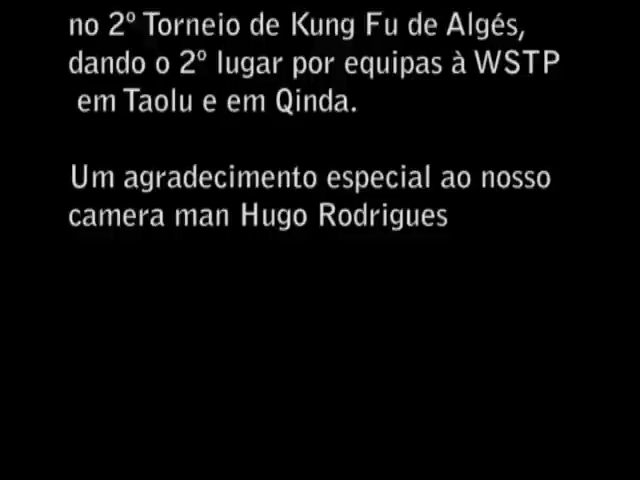 no 2º Torneio de Kung Fu de Algés,
dando o 2º lugar por equipas à WSTP
em Taolu e em Qinda.
Um agradecimento especial ao nosso
camera man Hugo Rodrigues